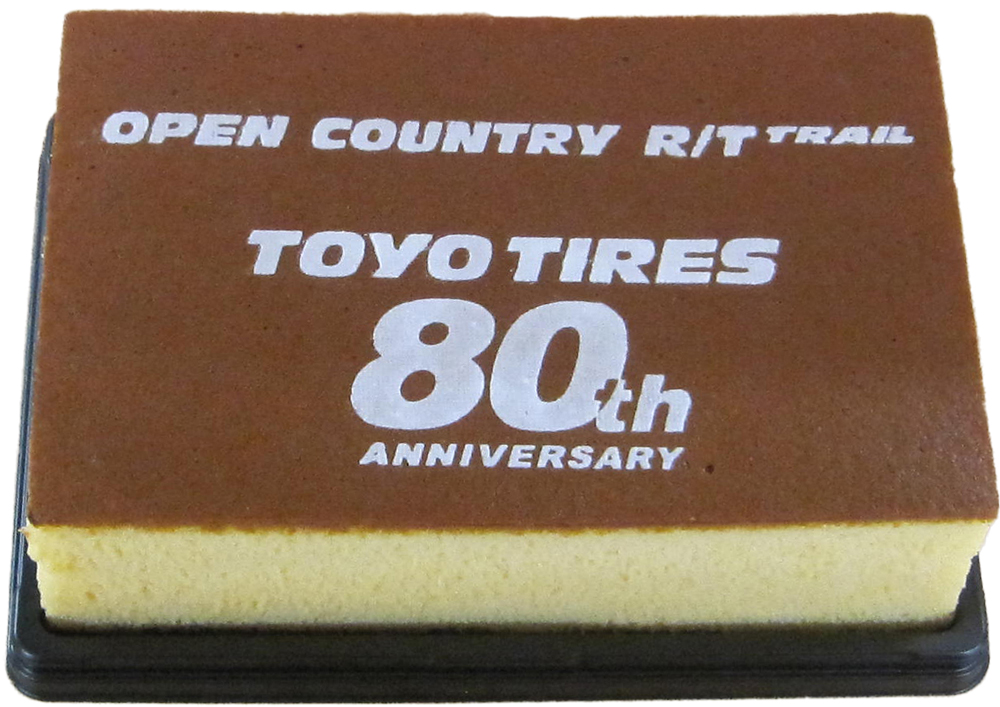 OPEN COUNTRY R/T TRAIL
TOYO TIRES
80th
ANNIVERSARY